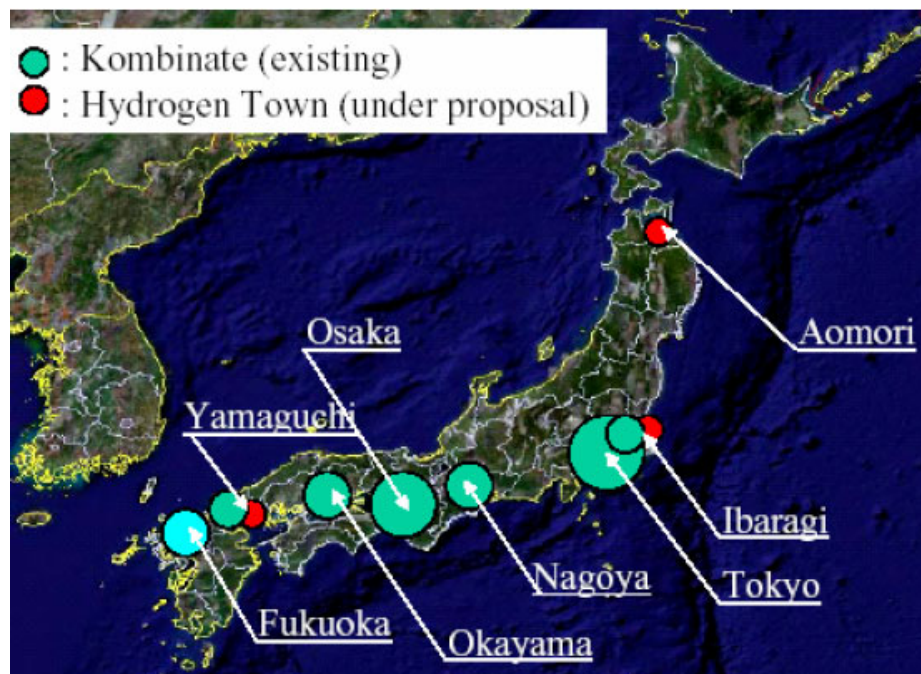 : Kombinate (existing)
: Hydrogen Town (under proposal)
Osaka
Aomori
Yamaguchi
Ibaragi
Nagoya
Tokyo
Fukuoka
Okayama